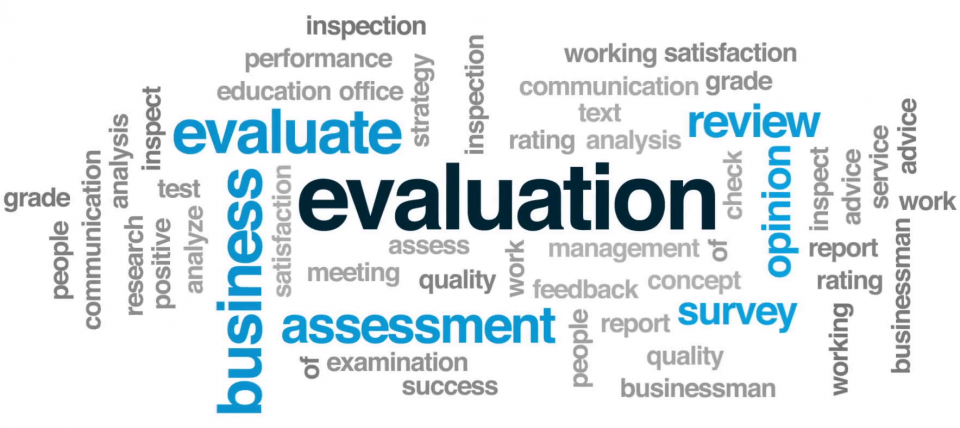 inspection
performance
education office
strategy
inspection
working satisfaction
communication grade
text
rating analysis
review
evaluate
inspect
analysis
test
grade
people
communication
research
positive
analyze
business
satisfaction
evaluation
check
opinion
inspect
advice
service
advice
work
assess
work
management
of
report
meeting
quality
feedback
concept
rating
businessman
assessment
people
report
survey
working
of
examination
success
quality
businessman